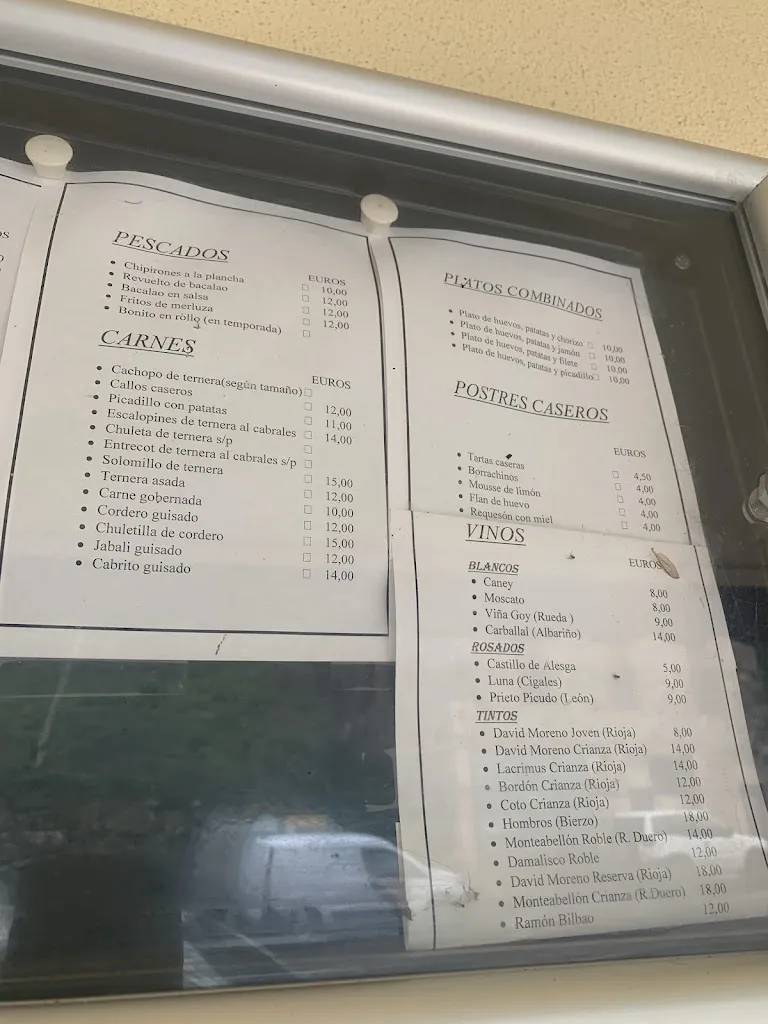 PESCADOS
EUROS
• Chipirones a la plancha □ 10,00
• Revuelto de bacalao □ 12,00
• Bacalao en salsa □ 12,00
• Fritos de merluza □ 12,00
• Bonito en rollo (en temporada) □
CARNES
EUROS
• Cachopo de ternera(según tamaño) □
• Callos caseros □ 12,00
• Picadillo con patatas □ 11,00
• Escalopines de ternera al cabrales □ 14,00
• Chuleta de ternera s/p □
• Entrecot de ternera al cabrales s/p □
• Solomillo de ternera □ 15,00
• Ternera asada □ 12,00
• Carne gobernada □ 10,00
• Cordero guisado □ 12,00
• Chuletilla de cordero □ 15,00
• Jabali guisado □ 12,00
• Cabrito guisado □ 14,00
PLATOS COMBINADOS
• Plato de huevos, patatas y chorizo □ 10,00
• Plato de huevos, patatas y jamón □ 10,00
• Plato de huevos, patatas y filete □ 10,00
• Plato de huevos, patatas y picadillo □ 10,00
POSTRES CASEROS
EUROS
• Tartas caseras □ 4,50
• Borrachinos □ 4,00
• Mousse de limón □ 4,00
• Flan de huevo □ 4,00
• Requesón con miel □ 4,00
VINOS
EUROS
BLANCOS
• Caney 8,00
• Moscato 8,00
• Viña Goy (Rueda ) 9,00
• Carballal (Albariño) 14,00
ROSADOS
• Castillo de Alesga 5,00
• Luna (Cigales) 9,00
• Prieto Picudo (León) 9,00
TINTOS
• David Moreno Joven (Rioja) 8,00
• David Moreno Crianza (Rioja) 14,00
• Lacrimus Crianza (Rioja) 14,00
• Bordón Crianza (Rioja) 12,00
• Coto Crianza (Rioja) 12,00
• Hombros (Bierzo) 18,00
• Monteabellón Roble (R. Duero) 14,00
• Damalisco Roble 12,00
• David Moreno Reserva (Rioja) 18,00
• Monteabellón Crianza (R.Duero) 18,00
• Ramón Bilbao 12,00